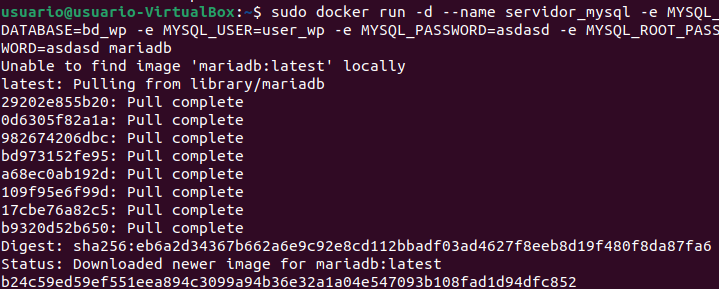 usuario@usuario-VirtualBox:~$ sudo docker run -d --name servidor_mysql -e MYSQL_
DATABASE=bd_wp -e MYSQL_USER=user_wp -e MYSQL_PASSWORD=asdasd -e MYSQL_ROOT_PASS
WORD=asdasd mariadb
Unable to find image 'mariadb:latest' locally
latest: Pulling from library/mariadb
29202e855b20: Pull complete
0d6305f82a1a: Pull complete
982674206dbc: Pull complete
bd973152fe95: Pull complete
a68ec0ab192d: Pull complete
109f95e6f99d: Pull complete
17cbe76a82c5: Pull complete
b9320d52b650: Pull complete
Digest: sha256:eb6a2d34367b662a6e9c92e8cd112bbadf03ad4627f8eeb8d19f480f8da87fa6
Status: Downloaded newer image for mariadb:latest
b24c59ed59ef551eea894c3099a94b36e32a1a04e547093b108fad1d94dfc852